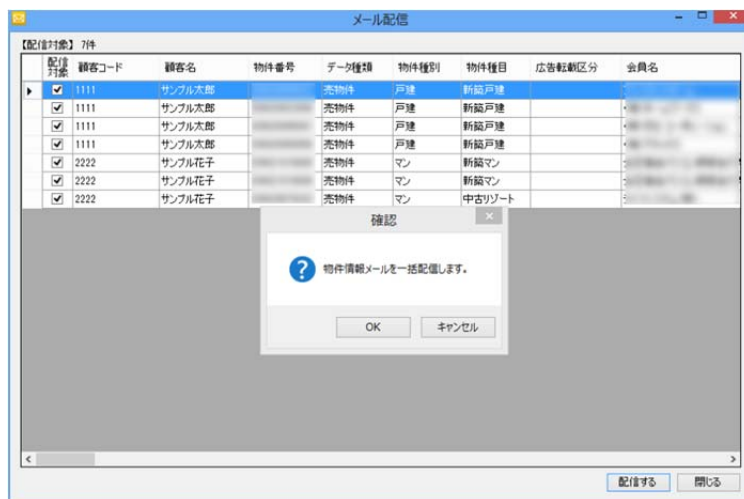 メール配信
【配信対象】 7件
配信対象 顧客コード 顧客名 物件番号 データ種類 物件種別 物件種目 広告転載区分 会員名
1111 サンプル太郎 売物件 戸建 新築戸建
1111 サンプル太郎 売物件 戸建 新築戸建
1111 サンプル太郎 売物件 戸建 新築戸建
1111 サンプル太郎 売物件 戸建 新築戸建
2222 サンプル花子 売物件 マン 新築マン
2222 サンプル花子 売物件 マン 新築マン
2222 サンプル花子 売物件 マン 中古リゾート
確認
物件情報メールを一括配信します。
OK キャンセル
配信する 閉じる